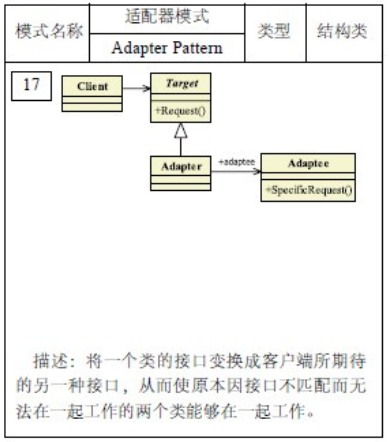 模式名称
适配器模式
Adapter Pattern
类型
结构类
17
Client
Target
+Request()
Adapter
+adaptee
Adaptee
+SpecificRequest()
描述：将一个类的接口变换成客户端所期待
的另一种接口，从而使原本因接口不匹配而无
法在一起工作的两个类能够在一起工作。